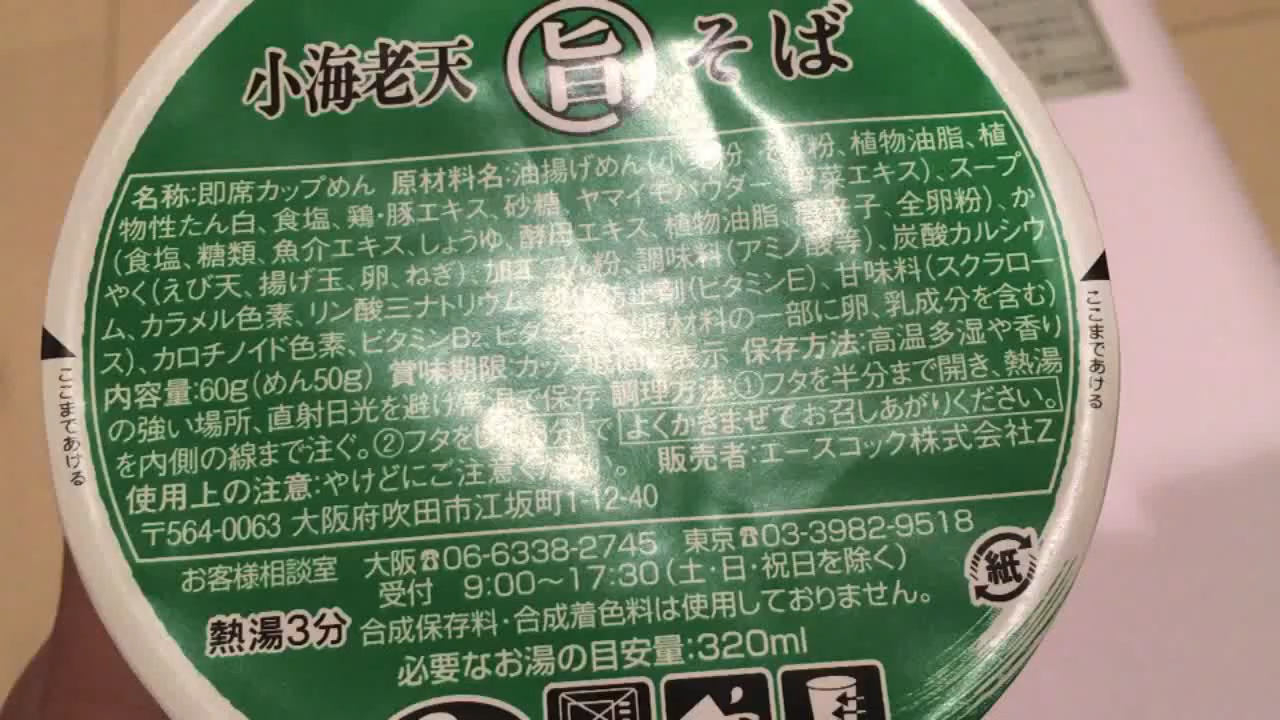 小海老天 旨 そば
名称:即席カップめん 原材料名:油揚げめん(小 粉、 粉、植物油脂、植
物性たん白、食塩、鶏・豚エキス、砂糖、ヤマイモパウダー、野菜エキス)、スープ
(食塩、糖類、魚介エキス、しょうゆ、酵母エキス、植物油脂、 子、全卵粉)、か
やく(えび天、揚げ玉、卵、ねぎ)、加工 ん粉、調味料(アミノ酸等)、炭酸カルシウ
ム、カラメル色素、リン酸三ナトリウム、 剤(ビタミンE)、甘味料(スクラロー
ス)、カロチノイド色素、ビタミンB2、ビタ 材料の一部に卵、乳成分を含む)
内容量:60g(めん50g) 賞味期限 カップ 表示 保存方法:高温多湿や香り
の強い場所、直射日光を避け で保存 調理方法:①フタを半分まで開き、熱湯
を内側の線まで注ぐ。②フタを て よくかきまぜてお召しあがりください。
使用上の注意:やけどにご注意ください。 販売者:エースコック株式会社Z
〒564-0063 大阪府吹田市江坂町1-12-40
お客様相談室 大阪☎06-6338-2745 東京☎03-3982-9518
受付 9:00〜17:30(土・日・祝日を除く)
熱湯3分 合成保存料・合成着色料は使用しておりません。
必要なお湯の目安量:320ml
紙
ここまであける
ここまであける